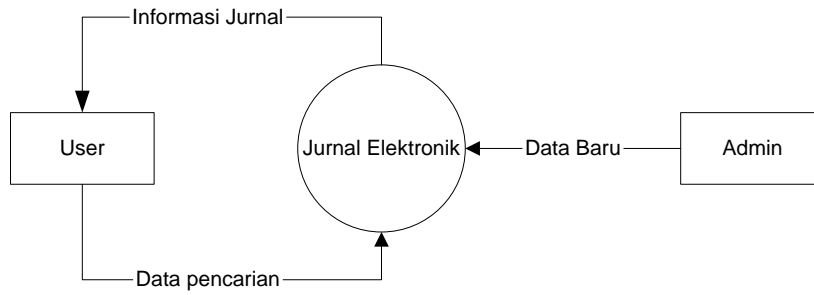 Informasi Jurnal
User
Jurnal Elektronik
Data Baru
Admin
Data pencarian